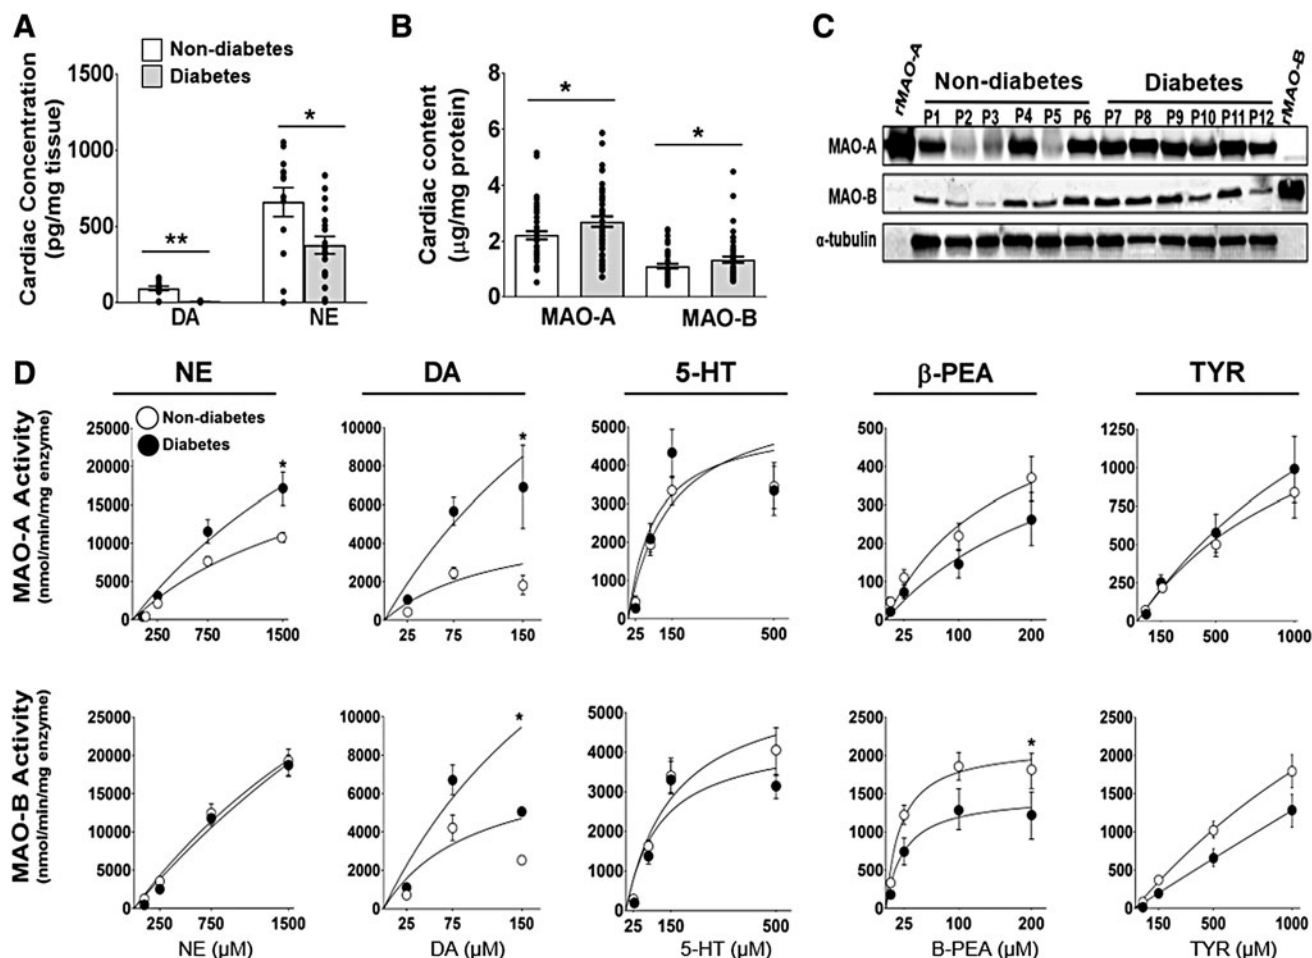 A
Non-diabetes
Diabetes
Cardiac Concentration
(pg/mg tissue)
1500
1000
500
0
**
*
DA
NE
B
Cardiac content
(µg/mg protein)
8
6
4
2
0
*
*
MAO-A
MAO-B
C
rMAO-A
Non-diabetes
Diabetes
rMAO-B
P1 P2 P3 P4 P5 P6 P7 P8 P9 P10 P11 P12
MAO-A
MAO-B
α-tubulin
D
NE
DA
5-HT
β-PEA
TYR
Non-diabetes
Diabetes
MAO-A Activity
(nmol/min/mg enzyme)
25000
20000
15000
10000
5000
0
*
250 750 1500
10000
8000
6000
4000
2000
0
*
25 75 150
5000
4000
3000
2000
1000
0
25 150 500
500
400
300
200
100
0
25 100 200
1250
1000
750
500
250
0
150 500 1000
MAO-B Activity
(nmol/min/mg enzyme)
25000
20000
15000
10000
5000
0
250 750 1500
NE (µM)
10000
8000
6000
4000
2000
0
*
25 75 150
DA (µM)
5000
4000
3000
2000
1000
0
25 150 500
5-HT (µM)
2500
2000
1500
1000
500
0
*
25 100 200
B-PEA (µM)
2500
2000
1500
1000
500
0
150 500 1000
TYR (µM)